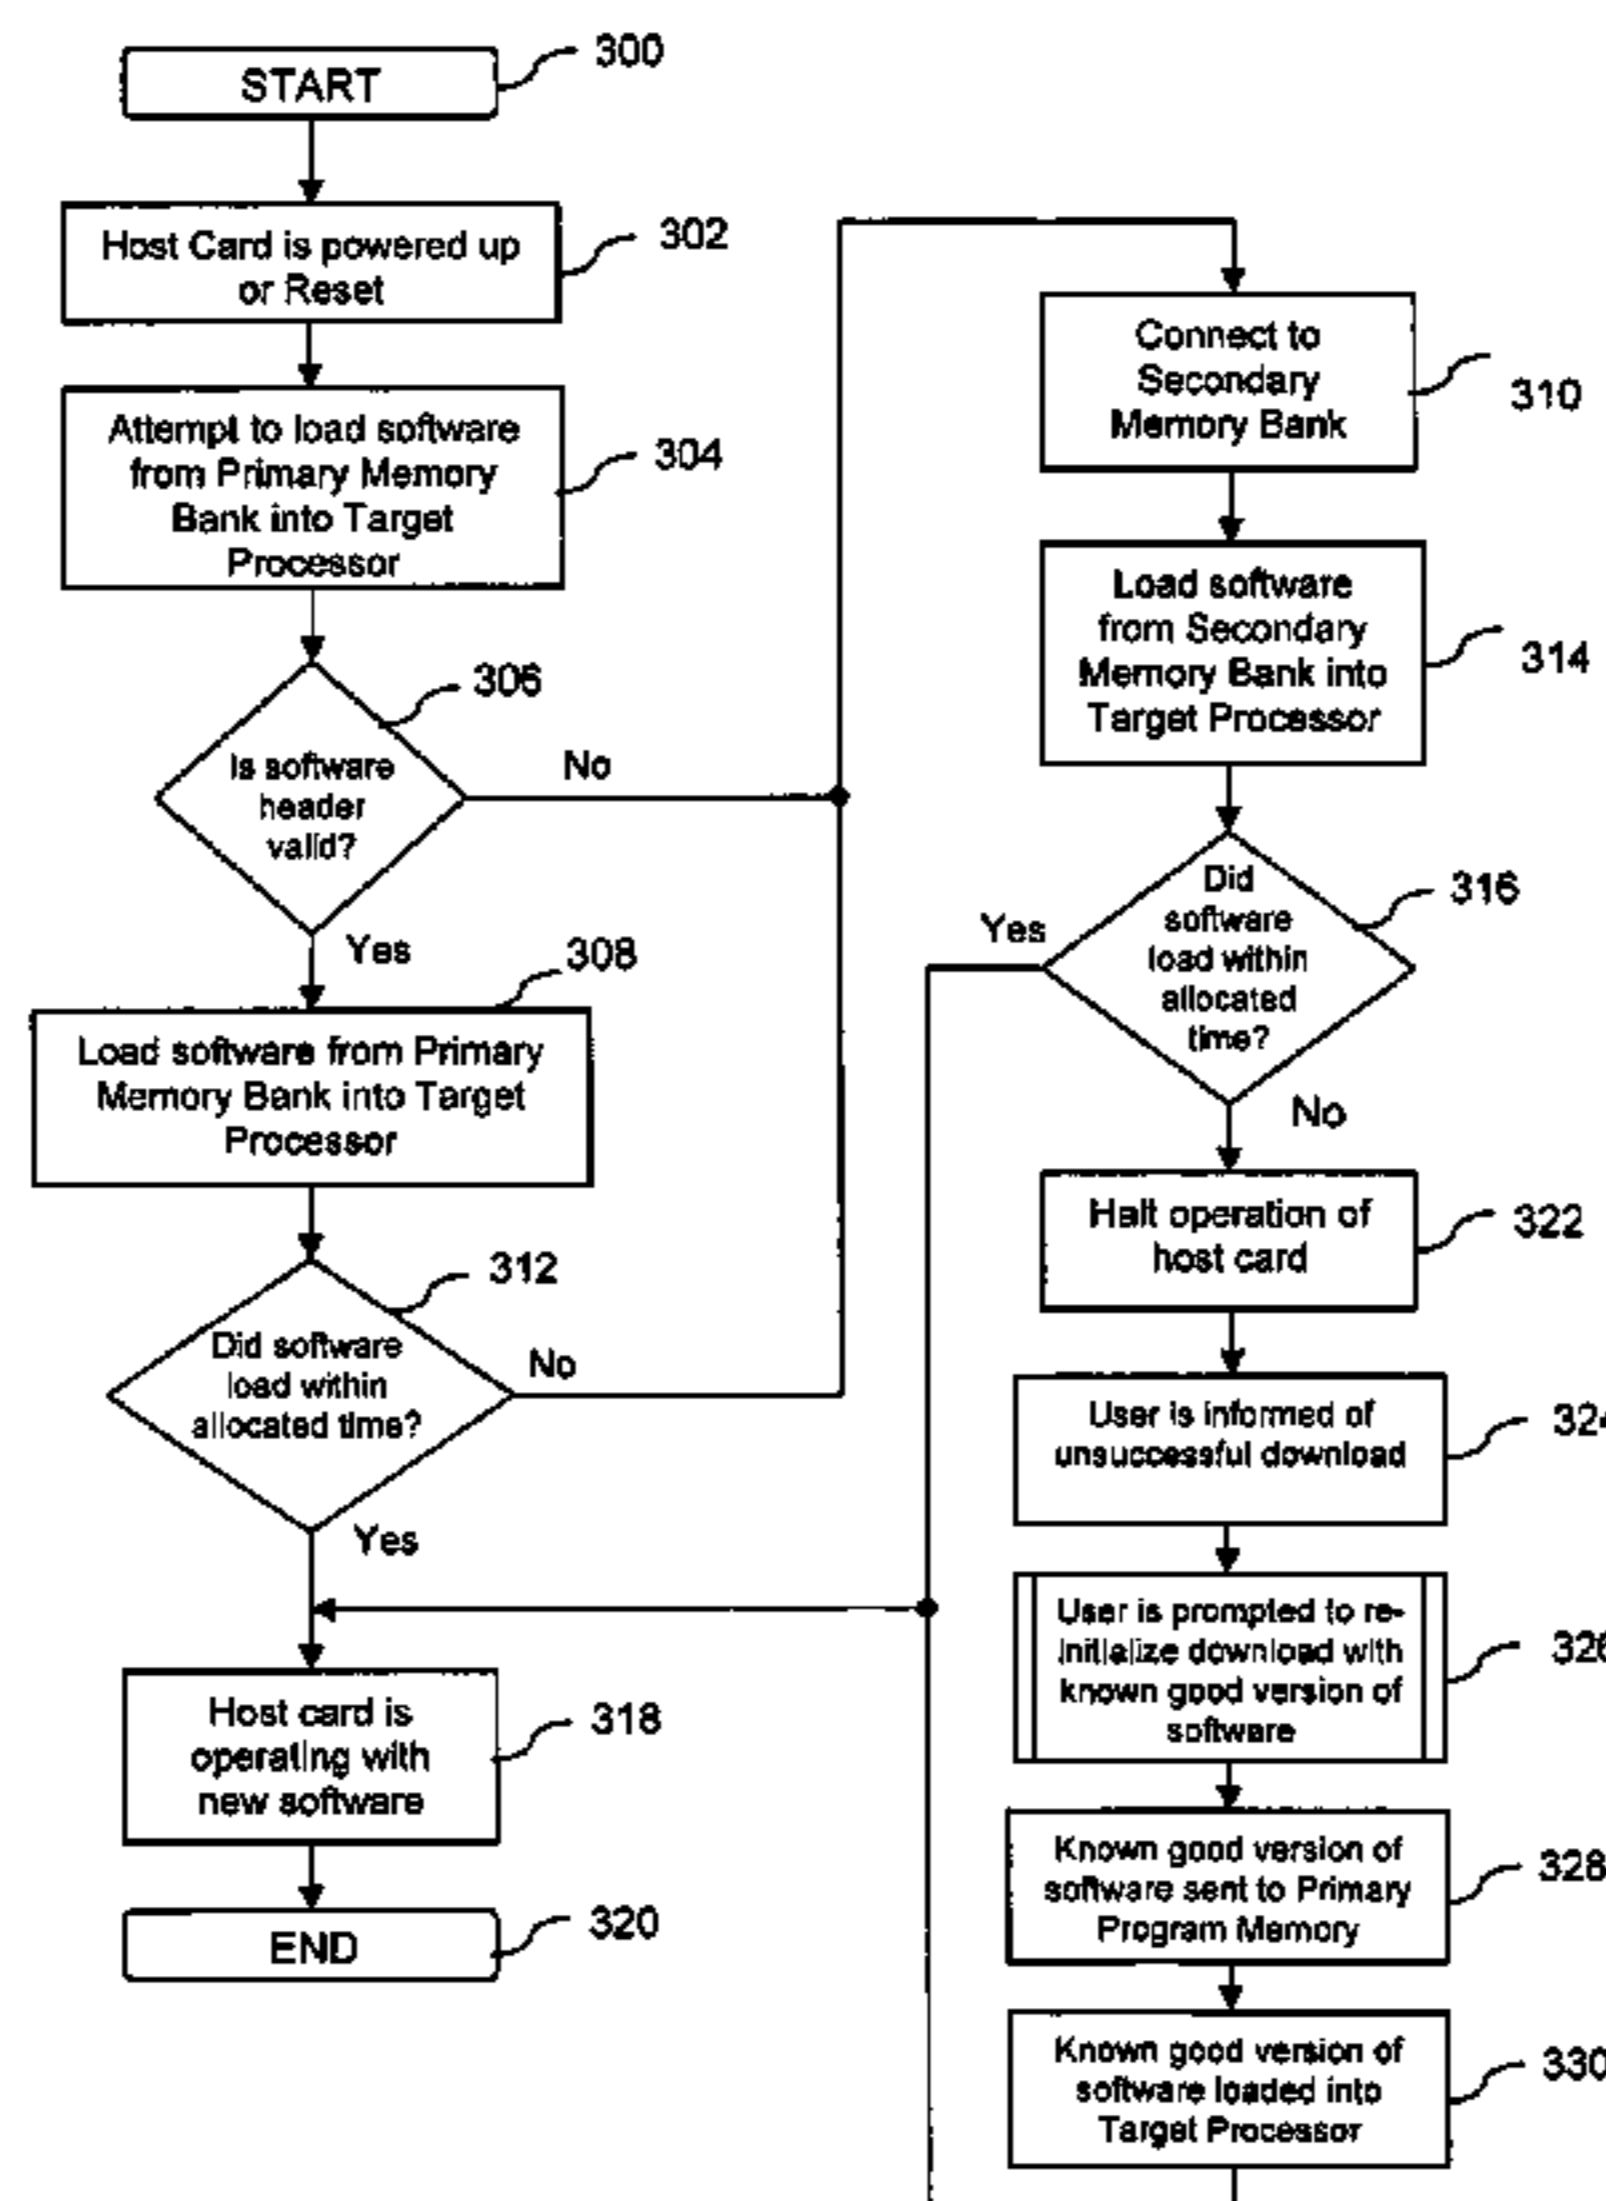 START
300
Host Card is powered up
or Reset
302
Attempt to load software
from Primary Memory
Bank into Target
Processor
304
Is software
header
valid?
306
No
Yes
308
Load software from Primary
Memory Bank into Target
Processor
Did software
load within
allocated time?
312
No
Yes
Host card is
operating with
new software
318
END
320
Connect to
Secondary
Memory Bank
310
Load software
from Secondary
Memory Bank into
Target Processor
314
Did
software
load within
allocated
time?
316
Yes
No
Halt operation of
host card
322
User is informed of
unsuccessful download
324
User is prompted to re-
initialize download with
known good version of
software
326
Known good version of
software sent to Primary
Program Memory
328
Known good version of
software loaded into
Target Processor
330